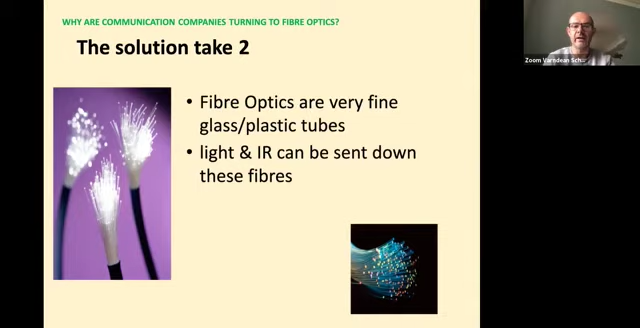 WHY ARE COMMUNICATION COMPANIES TURNING TO FIBRE OPTICS?
The solution take 2
• Fibre Optics are very fine
glass/plastic tubes
• light & IR can be sent down
these fibres
Zoom Varndean Sch